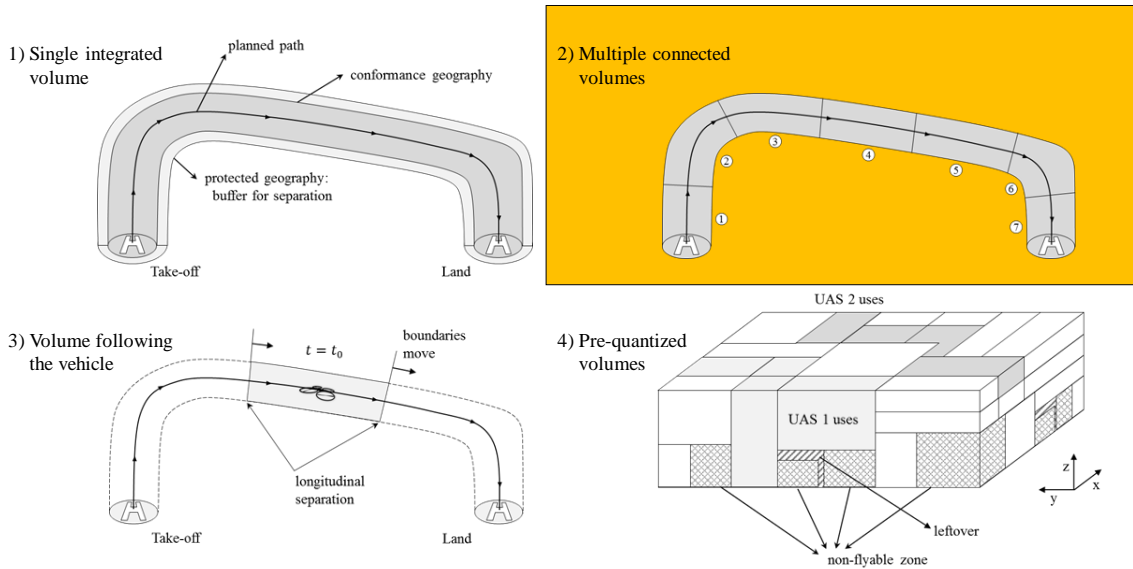 1) Single integrated
volume
planned path
conformance geography
protected geography:
buffer for separation
Take-off
Land
2) Multiple connected
volumes
1
2
3
4
5
6
7
3) Volume following
the vehicle
t = t₀
boundaries
move
longitudinal
separation
Take-off
Land
UAS 2 uses
4) Pre-quantized
volumes
UAS 1 uses
z
x
y
leftover
non-flyable zone